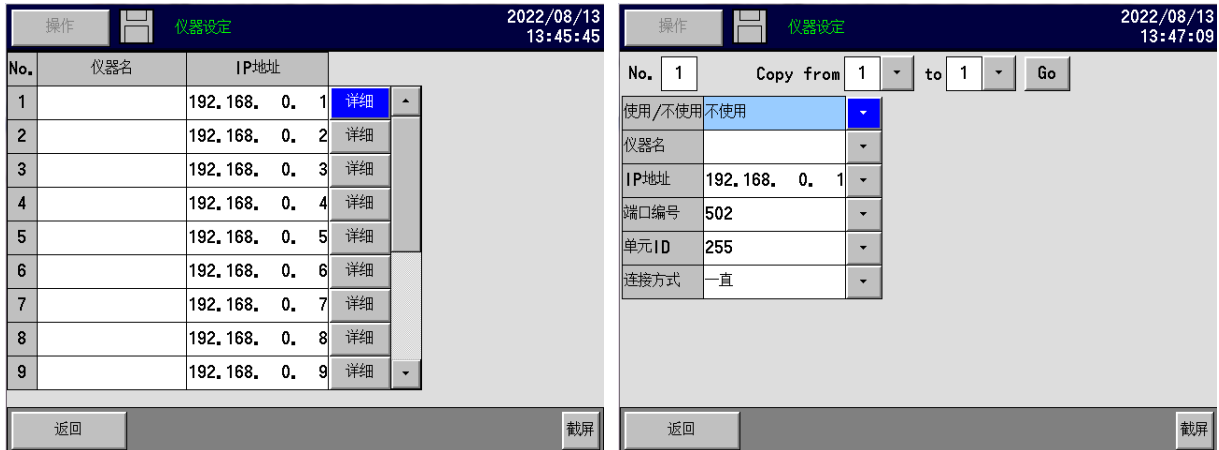 操作 仪器设定 2022/08/13
13:45:45
No. 仪器名 IP地址
1 192.168. 0. 1 详细
2 192.168. 0. 2 详细
3 192.168. 0. 3 详细
4 192.168. 0. 4 详细
5 192.168. 0. 5 详细
6 192.168. 0. 6 详细
7 192.168. 0. 7 详细
8 192.168. 0. 8 详细
9 192.168. 0. 9 详细
返回 截屏
操作 仪器设定 2022/08/13
13:47:09
No. 1 Copy from 1 to 1 Go
使用/不使用 不使用
仪器名
IP地址 192.168. 0. 1
端口编号 502
单元ID 255
连接方式 一直
返回 截屏